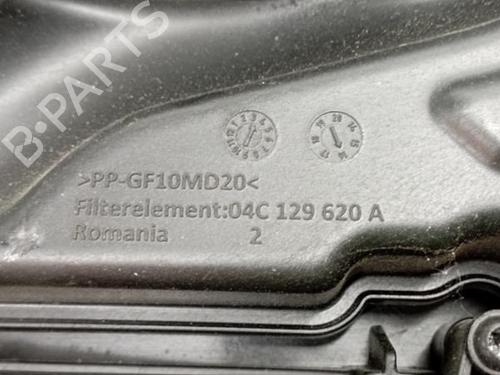 B-PARTS
>PP-GF10MD20<
Filterelement:04C 129 620 A
Romania 2